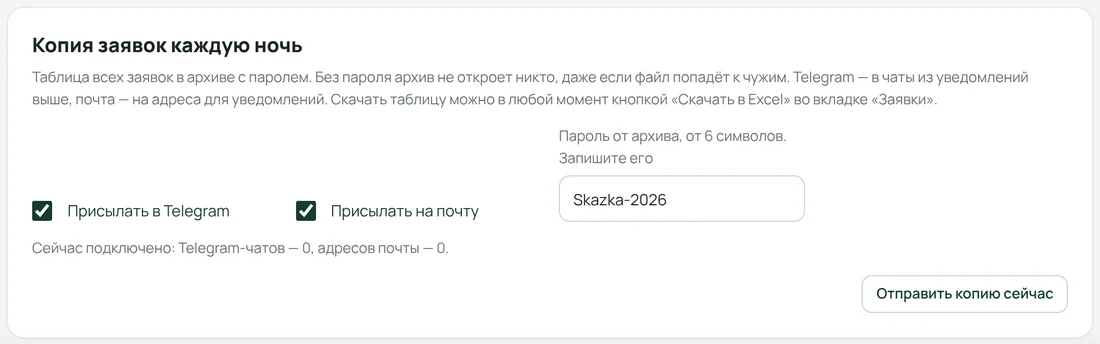 Копия заявок каждую ночь
Таблица всех заявок в архиве с паролем. Без пароля архив не откроет никто, даже если файл попадёт к чужим. Telegram — в чаты из уведомлений
выше, почта — на адреса для уведомлений. Скачать таблицу можно в любой момент кнопкой «Скачать в Excel» во вкладке «Заявки».
Пароль от архива, от 6 символов.
Запишите его
Skazka-2026
Присылать в Telegram
Присылать на почту
Сейчас подключено: Telegram-чатов — 0, адресов почты — 0.
Отправить копию сейчас